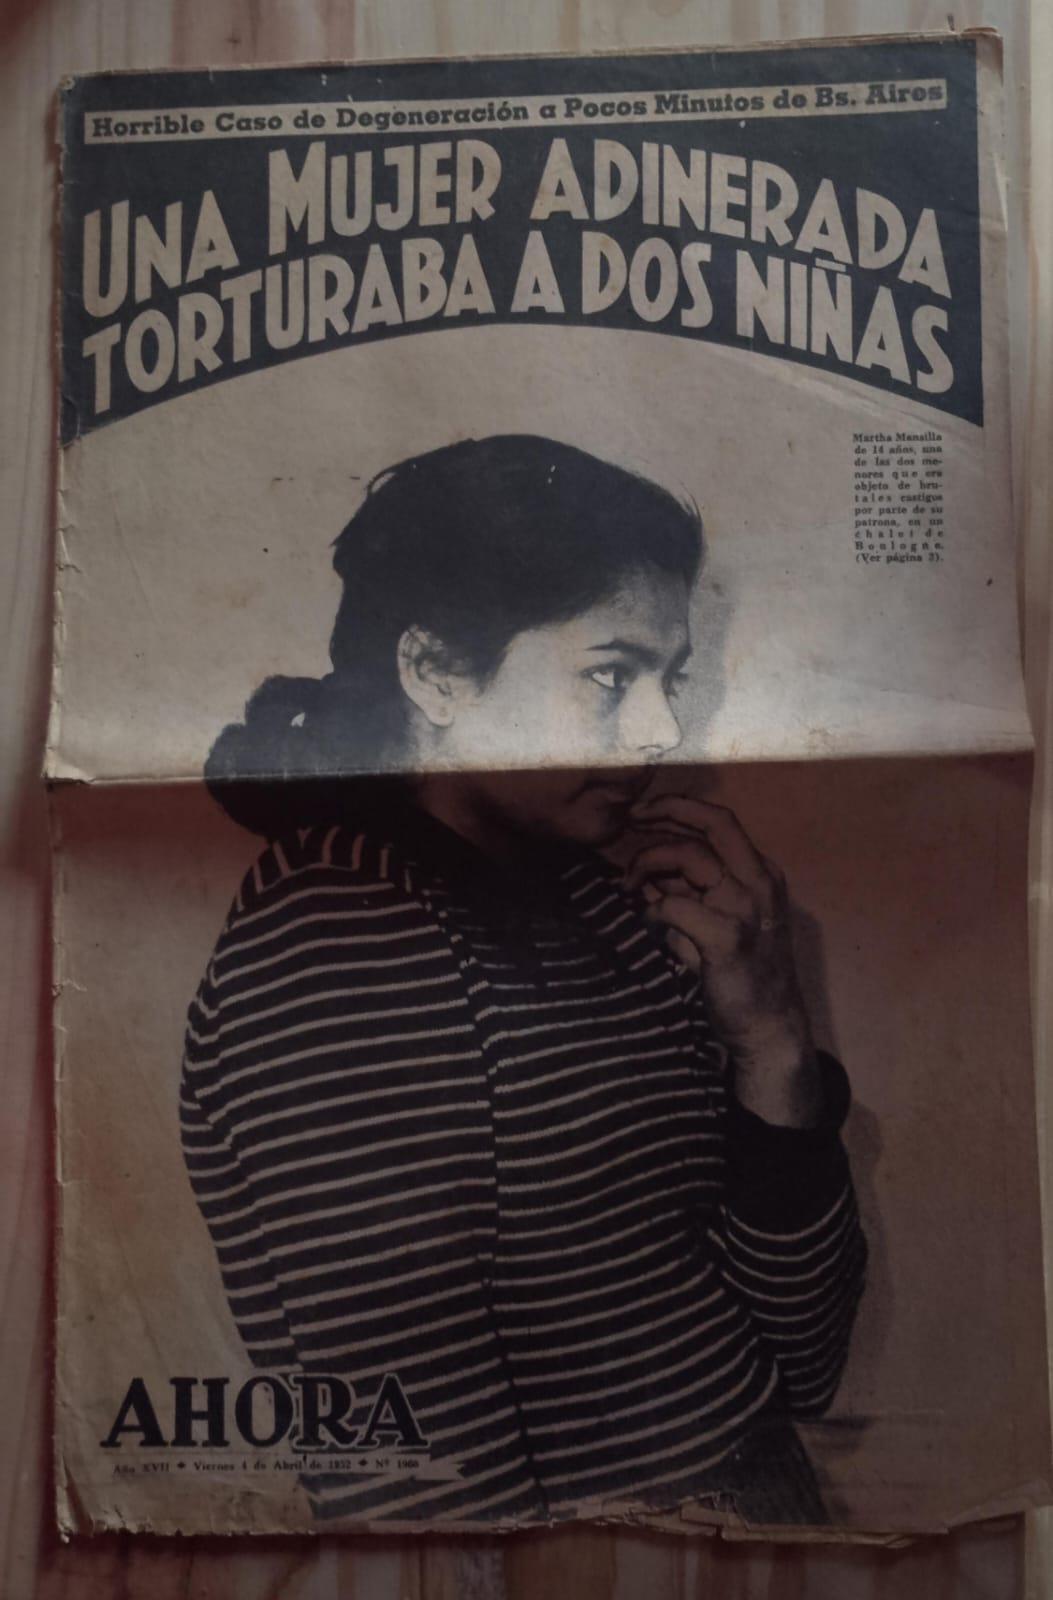 Horrible Caso de Degeneración a Pocos Minutos de Bs. Aires
UNA MUJER ADINERADA
TORTURABA A DOS NIÑAS
Martha Mansilla
de 14 años, una
de las dos me-
nores que era
objeto de bru-
tales castigos
por parte de su
patrona, en un
chalet de
Boulogne.
(Ver página 2).
AHORA
Año XVII * Viernes 4 de Abril de 1952 * Nº